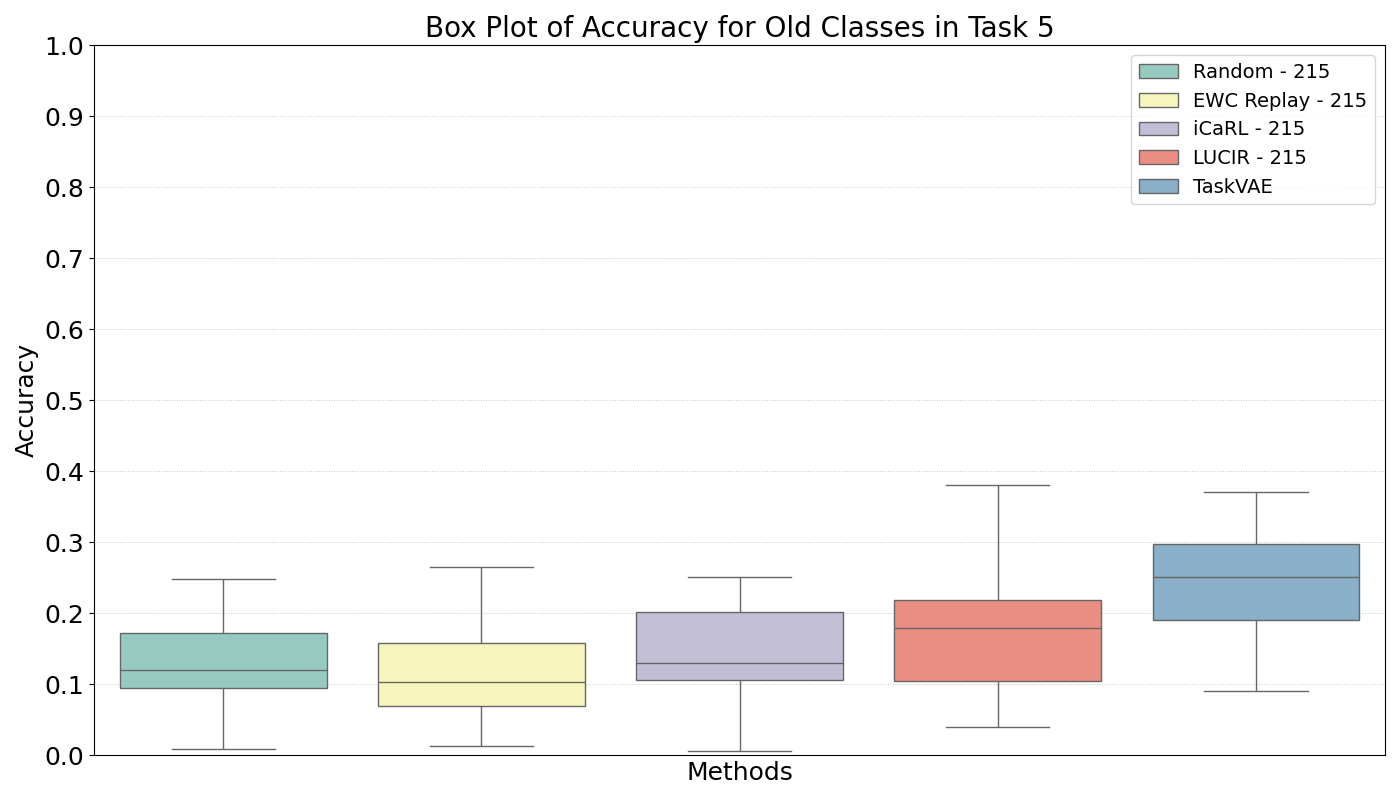 Box Plot of Accuracy for Old Classes in Task 5
1.0
0.9
0.8
0.7
0.6
0.5
0.4
0.3
0.2
0.1
0.0
Accuracy
Methods
Random - 215
EWC Replay - 215
iCaRL - 215
LUCIR - 215
TaskVAE